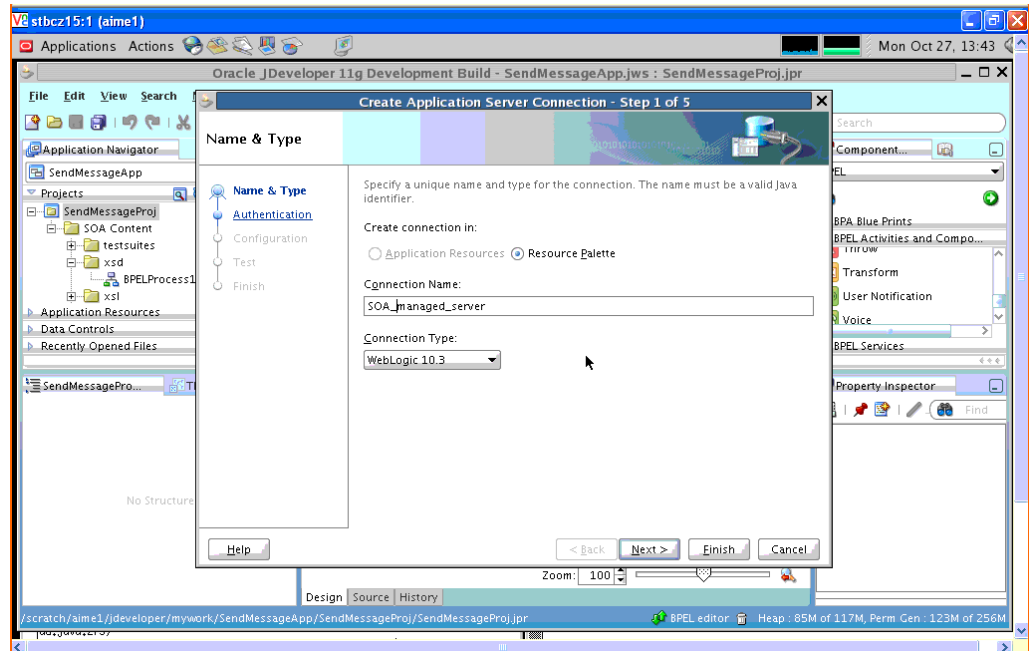 stbcz15:1 (aime1)
Applications Actions Mon Oct 27, 13:43
Oracle JDeveloper 11g Development Build - SendMessageApp.jws : SendMessageProj.jpr
File Edit View Search
Create Application Server Connection - Step 1 of 5
Search
Name & Type
Application Navigator
Component...
SendMessageApp
Projects
SendMessageProj
SOA Content
testsuites
xsd
BPELProcess1
xsl
Application Resources
Data Controls
Recently Opened Files
Name & Type
Authentication
Configuration
Test
Finish
Specify a unique name and type for the connection. The name must be a valid Java
identifier.
Create connection in:
Application Resources Resource Palette
Connection Name:
SOA_managed_server
Connection Type:
WebLogic 10.3
BPA Blue Prints
BPEL Activities and Compo...
Throw
Transform
User Notification
Voice
BPEL Services
SendMessagePro...
Property Inspector
Find
No Structure
Help < Back Next > Finish Cancel
Zoom: 100
Design Source History
/scratch/aime1/jdeveloper/mywork/SendMessageApp/SendMessageProj/SendMessageProj.jpr BPEL editor Heap : 85M of 117M, Perm Gen : 123M of 256M